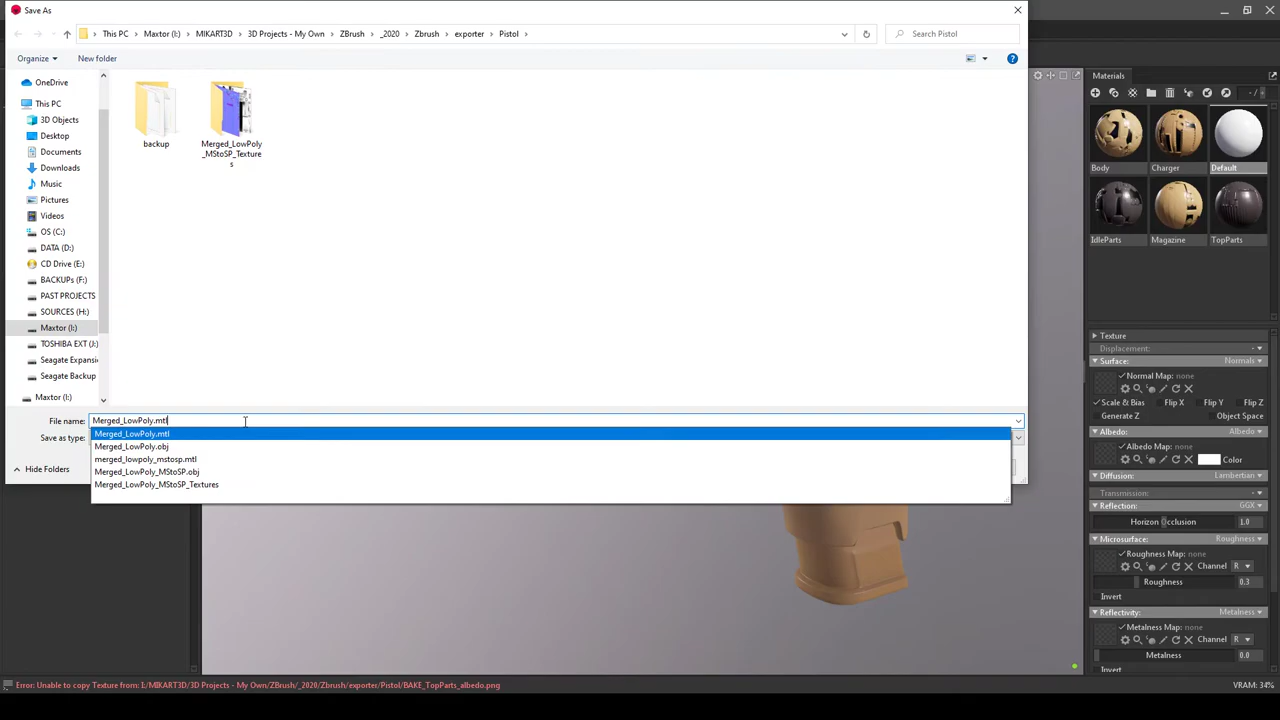 Save As
This PC > Maxtor (I:) > MIKART3D > 3D Projects - My Own > ZBrush > _2020 > Zbrush > exporter > Pistol >
Search Pistol
Organize
New folder
OneDrive
This PC
3D Objects
Desktop
Documents
Downloads
Music
Pictures
Videos
OS (C:)
DATA (D:)
CD Drive (E:)
BACKUPs (F:)
PAST PROJECTS
SOURCES (H:)
Maxtor (I:)
TOSHIBA EXT (J:)
Seagate Expansi
Seagate Backup
Maxtor (I:)
backup
Merged_LowPoly
_MStoSP_Texture
s
File name: Merged_LowPoly.mtl
Save as type:
Merged_LowPoly.mtl
Merged_LowPoly.obj
merged_lowpoly_mstosp.mtl
Merged_LowPoly_MStoSP.obj
Merged_LowPoly_MStoSP_Textures
Hide Folders
Materials
- /
Body
Charger
Default
IdleParts
Magazine
TopParts
Texture
Displacement: -
Surface: Normals
Normal Map: none
Scale & Bias Flip X Flip Y Flip Z
Generate Z Object Space
Albedo: Albedo
Albedo Map: none
Color
Diffusion: Lambertian
Transmission: -
Reflection: GGX
Horizon Occlusion 1.0
Microsurface: Roughness
Roughness Map: none
Channel R
Roughness 0.3
Invert
Reflectivity: Metalness
Metalness Map: none
Channel R
Metalness 0.0
Invert
Error: Unable to copy Texture from: I:/MIKART3D/3D Projects - My Own/ZBrush/_2020/Zbrush/exporter/Pistol/BAKE_TopParts_albedo.png
VRAM: 34%